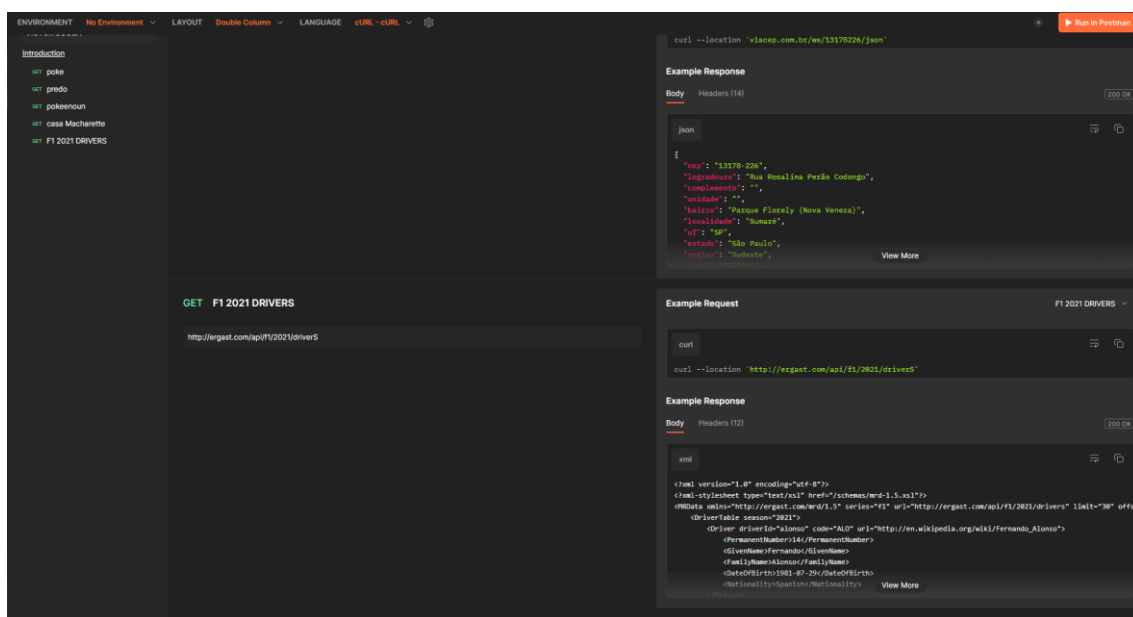 ENVIRONMENT No Environment LAYOUT Double Column LANGUAGE cURL - cURL Run in Postman
Introduction
GET poke
GET predo
GET pokeenoun
GET casa Macharette
GET F1 2021 DRIVERS
curl --location 'viacep.com.br/ws/13178226/json'
Example Response
Body Headers (14) 200 OK
json
{
"cep": "13178-226",
"logradouro": "Rua Rosalina Perão Codongo",
"complemento": "",
"unidade": "",
"bairro": "Parque Florely (Nova Veneza)",
"localidade": "Sumaré",
"uf": "SP",
"estado": "São Paulo",
"regiao": "Sudeste",
View More
GET F1 2021 DRIVERS
http://ergast.com/api/f1/2021/driverS
Example Request F1 2021 DRIVERS
curl
curl --location 'http://ergast.com/api/f1/2021/driverS'
Example Response
Body Headers (12) 200 OK
xml
<?xml version="1.0" encoding="utf-8"?>
<?xml-stylesheet type="text/xsl" href="/schemas/mrd-1.5.xsl"?>
<MRData xmlns="http://ergast.com/mrd/1.5" series="f1" url="http://ergast.com/api/f1/2021/drivers" limit="30" offs
<DriverTable season="2021">
<Driver driverId="alonso" code="ALO" url="http://en.wikipedia.org/wiki/Fernando_Alonso">
<PermanentNumber>14</PermanentNumber>
<GivenName>Fernando</GivenName>
<FamilyName>Alonso</FamilyName>
<DateOfBirth>1981-07-29</DateOfBirth>
<Nationality>Spanish</Nationality>
View More